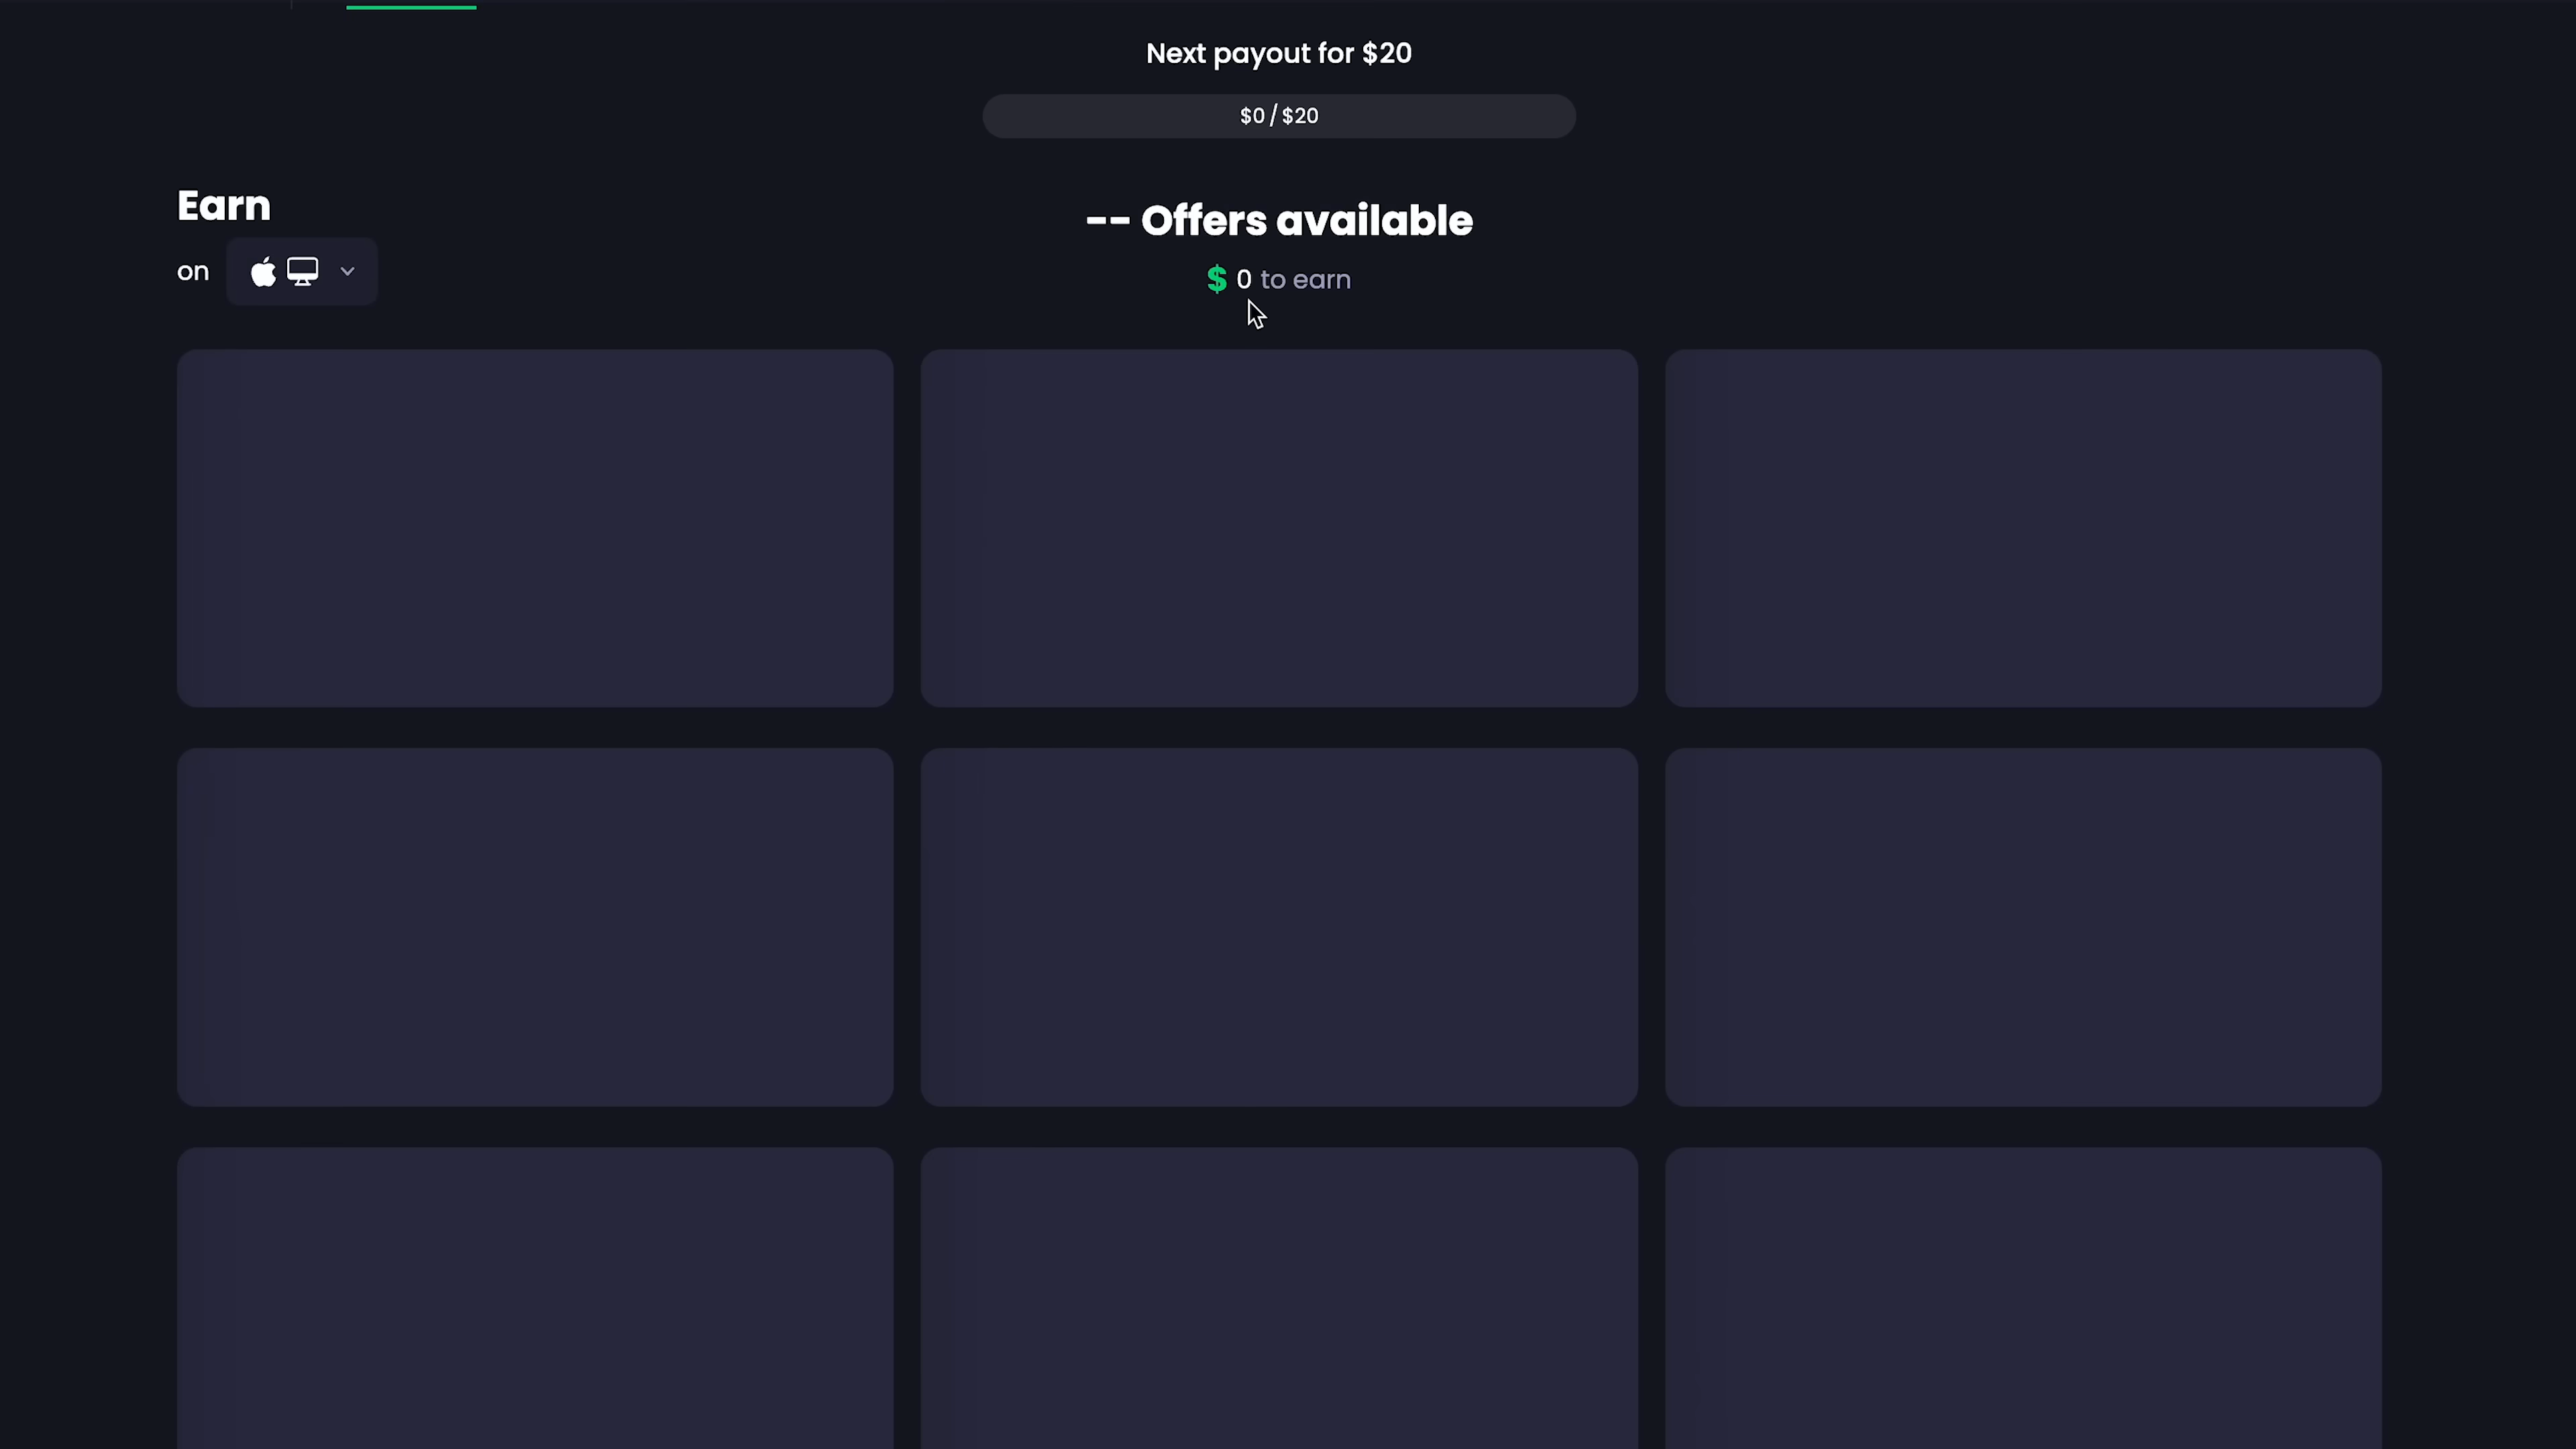 Next payout for $20
$0 / $20
Earn
-- Offers available
on
$ 0 to earn